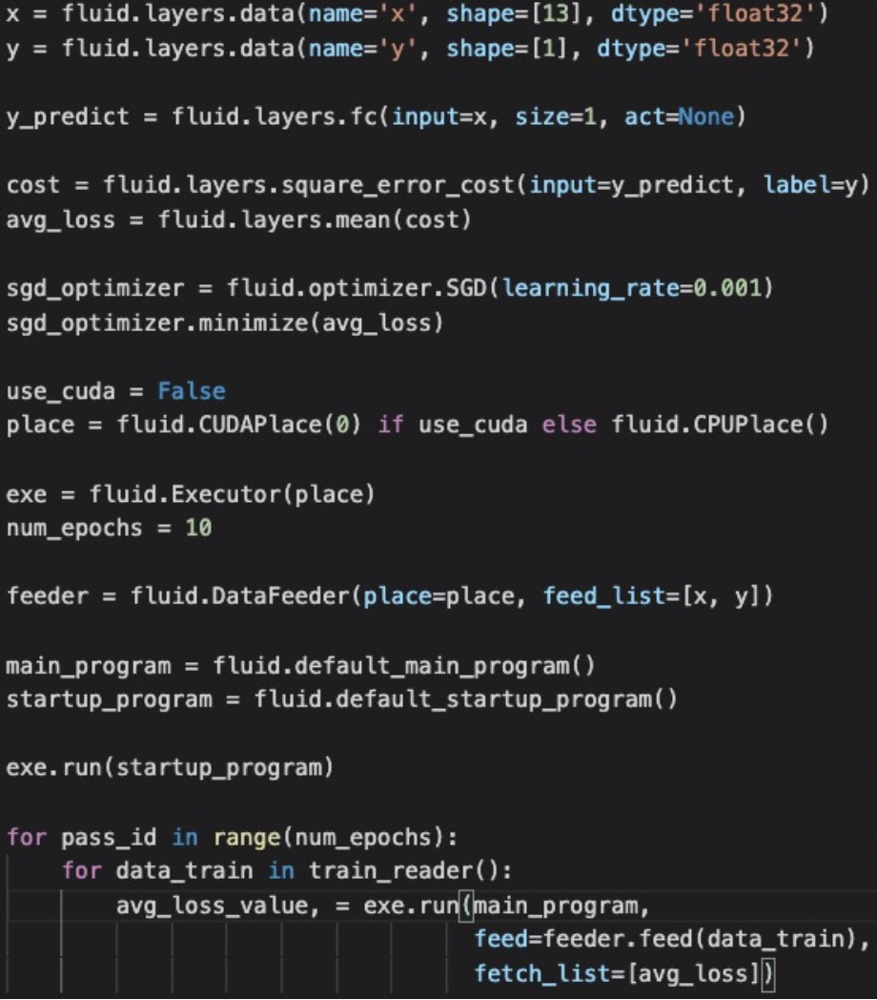 x = fluid.layers.data(name='x', shape=[13], dtype='float32')
y = fluid.layers.data(name='y', shape=[1], dtype='float32')
y_predict = fluid.layers.fc(input=x, size=1, act=None)
cost = fluid.layers.square_error_cost(input=y_predict, label=y)
avg_loss = fluid.layers.mean(cost)
sgd_optimizer = fluid.optimizer.SGD(learning_rate=0.001)
sgd_optimizer.minimize(avg_loss)
use_cuda = False
place = fluid.CUDAPlace(0) if use_cuda else fluid.CPUPlace()
exe = fluid.Executor(place)
num_epochs = 10
feeder = fluid.DataFeeder(place=place, feed_list=[x, y])
main_program = fluid.default_main_program()
startup_program = fluid.default_startup_program()
exe.run(startup_program)
for pass_id in range(num_epochs):
    for data_train in train_reader():
        avg_loss_value, = exe.run(main_program,
                                  feed=feeder.feed(data_train),
                                  fetch_list=[avg_loss])